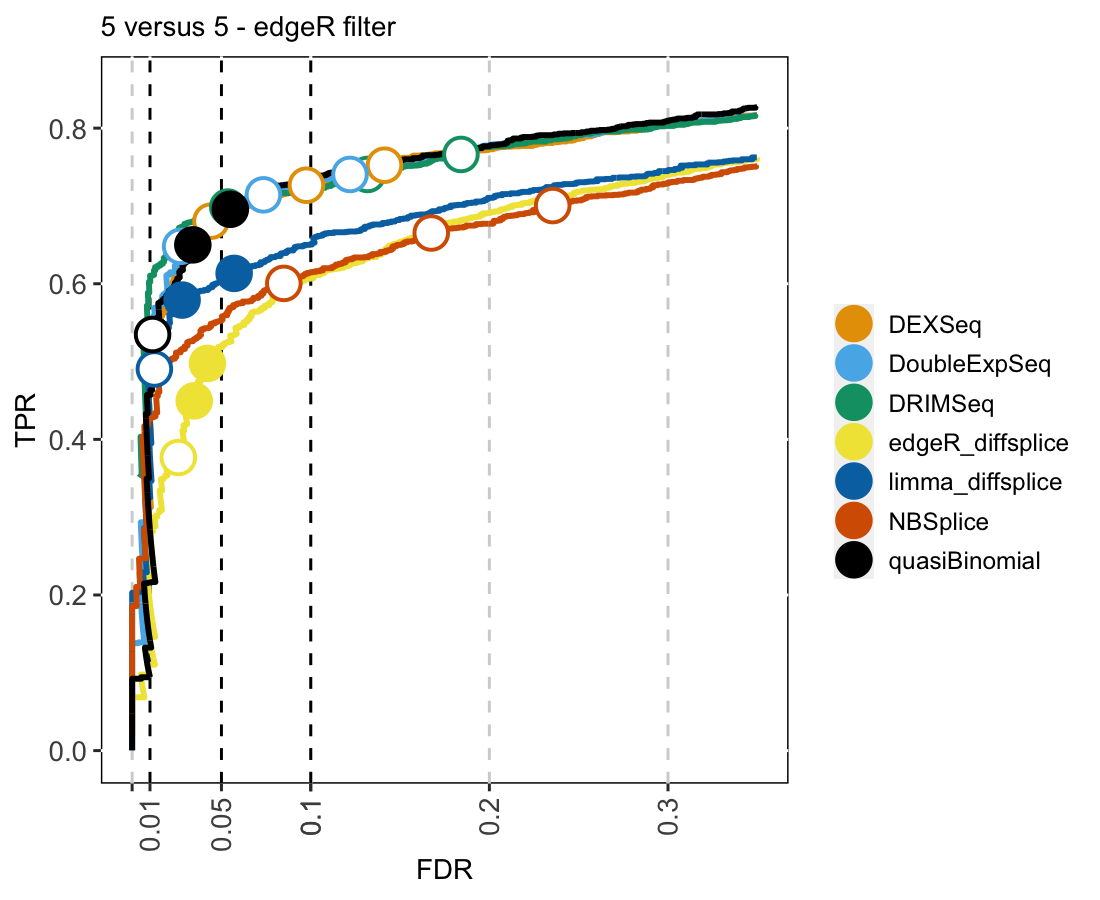 5 versus 5 - edgeR filter
TPR
0.8
0.6
0.4
0.2
0.0
0.01
0.05
0.1
0.2
0.3
FDR
DEXSeq
DoubleExpSeq
DRIMSeq
edgeR_diffsplice
limma_diffsplice
NBSplice
quasiBinomial